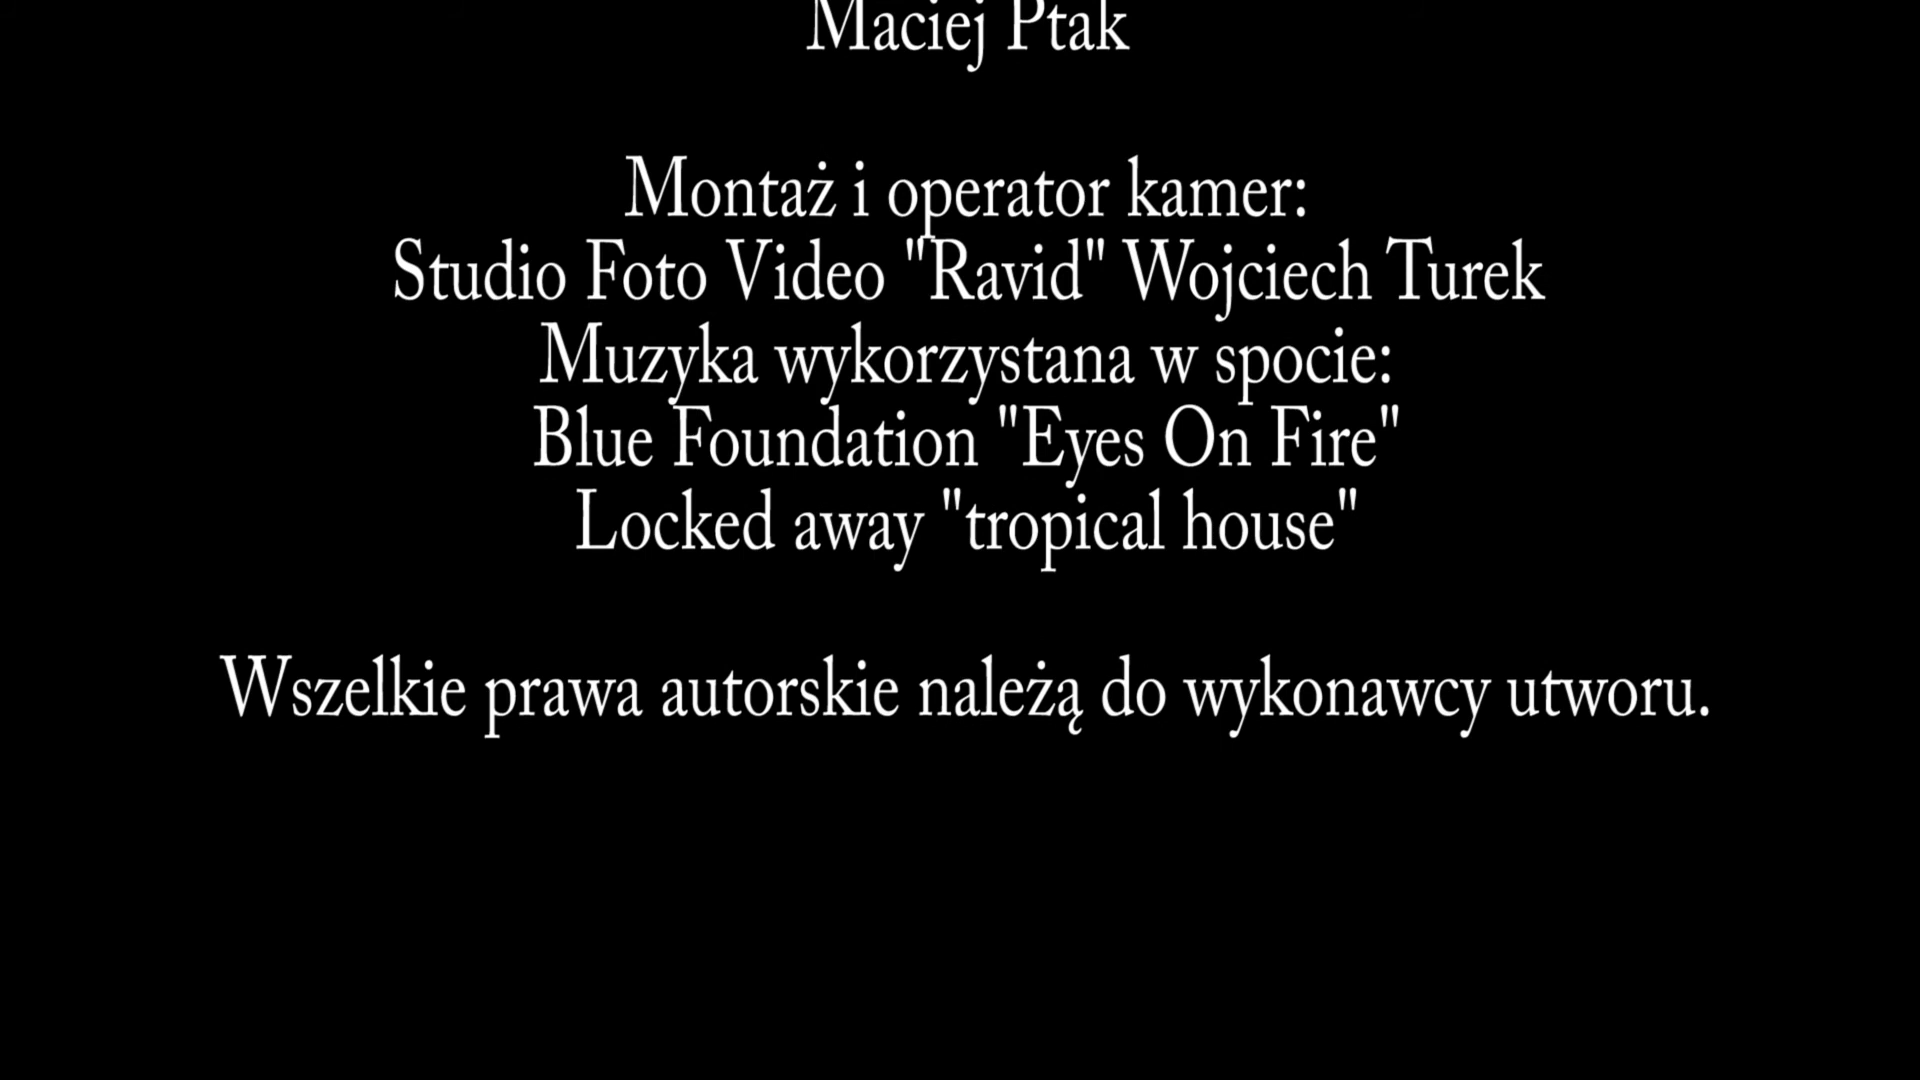 Maciej Ptak
Montaż i operator kamer:
Studio Foto Video "Ravid" Wojciech Turek
Muzyka wykorzystana w spocie:
Blue Foundation "Eyes On Fire"
Locked away "tropical house"
Wszelkie prawa autorskie należą do wykonawcy utworu.